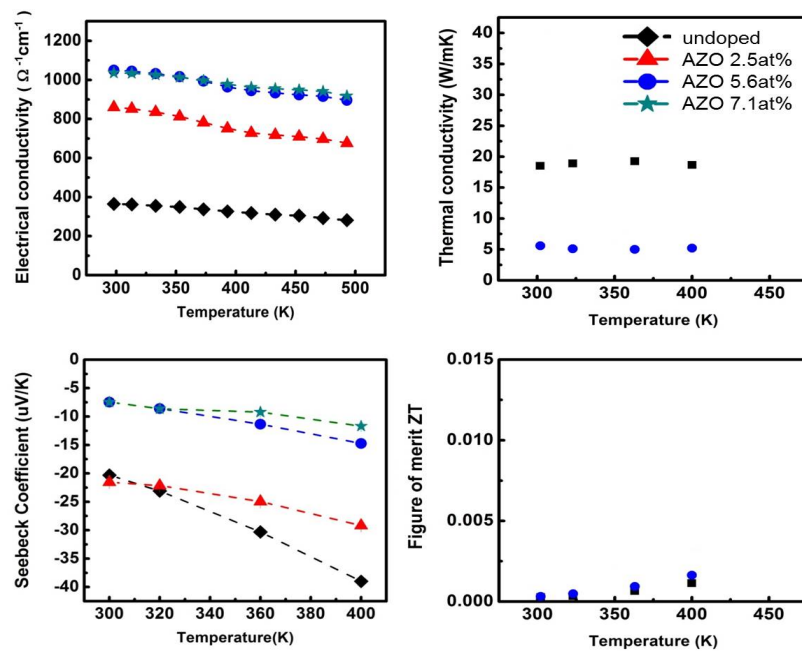 Electrical conductivity ( Ω⁻¹cm⁻¹)
1200
1000
800
600
400
200
0
300 350 400 450 500
Temperature (K)
Thermal conductivity (W/mK)
40
35
30
25
20
15
10
5
0
undoped
AZO 2.5at%
AZO 5.6at%
AZO 7.1at%
300 350 400 450
Temperature (K)
Seebeck Coefficient (uV/K)
0
-5
-10
-15
-20
-25
-30
-35
-40
300 320 340 360 380 400
Temperature(K)
Figure of merit ZT
0.015
0.010
0.005
0.000
300 350 400 450
Temperature (K)